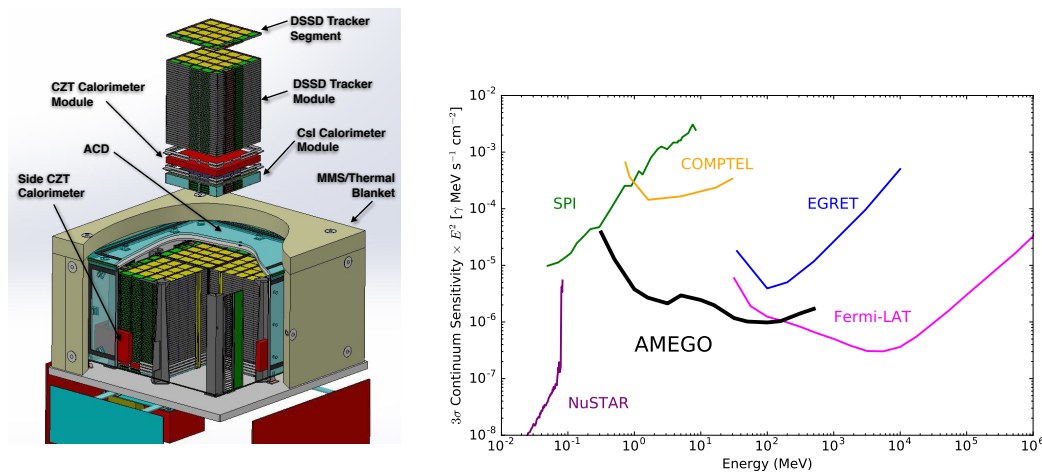 DSSD Tracker
Segment
CZT Calorimeter
Module
DSSD Tracker
Module
ACD
CsI Calorimeter
Module
Side CZT
Calorimeter
MMS/Thermal
Blanket
10⁻²
10⁻³
10⁻⁴
10⁻⁵
10⁻⁶
10⁻⁷
10⁻⁸
3σ Continuum Sensitivity × E² [γ MeV s⁻¹ cm⁻²]
SPI
COMPTEL
EGRET
Fermi-LAT
AMEGO
NuSTAR
10⁻² 10⁻¹ 10⁰ 10¹ 10² 10³ 10⁴ 10⁵ 10⁶
Energy (MeV)